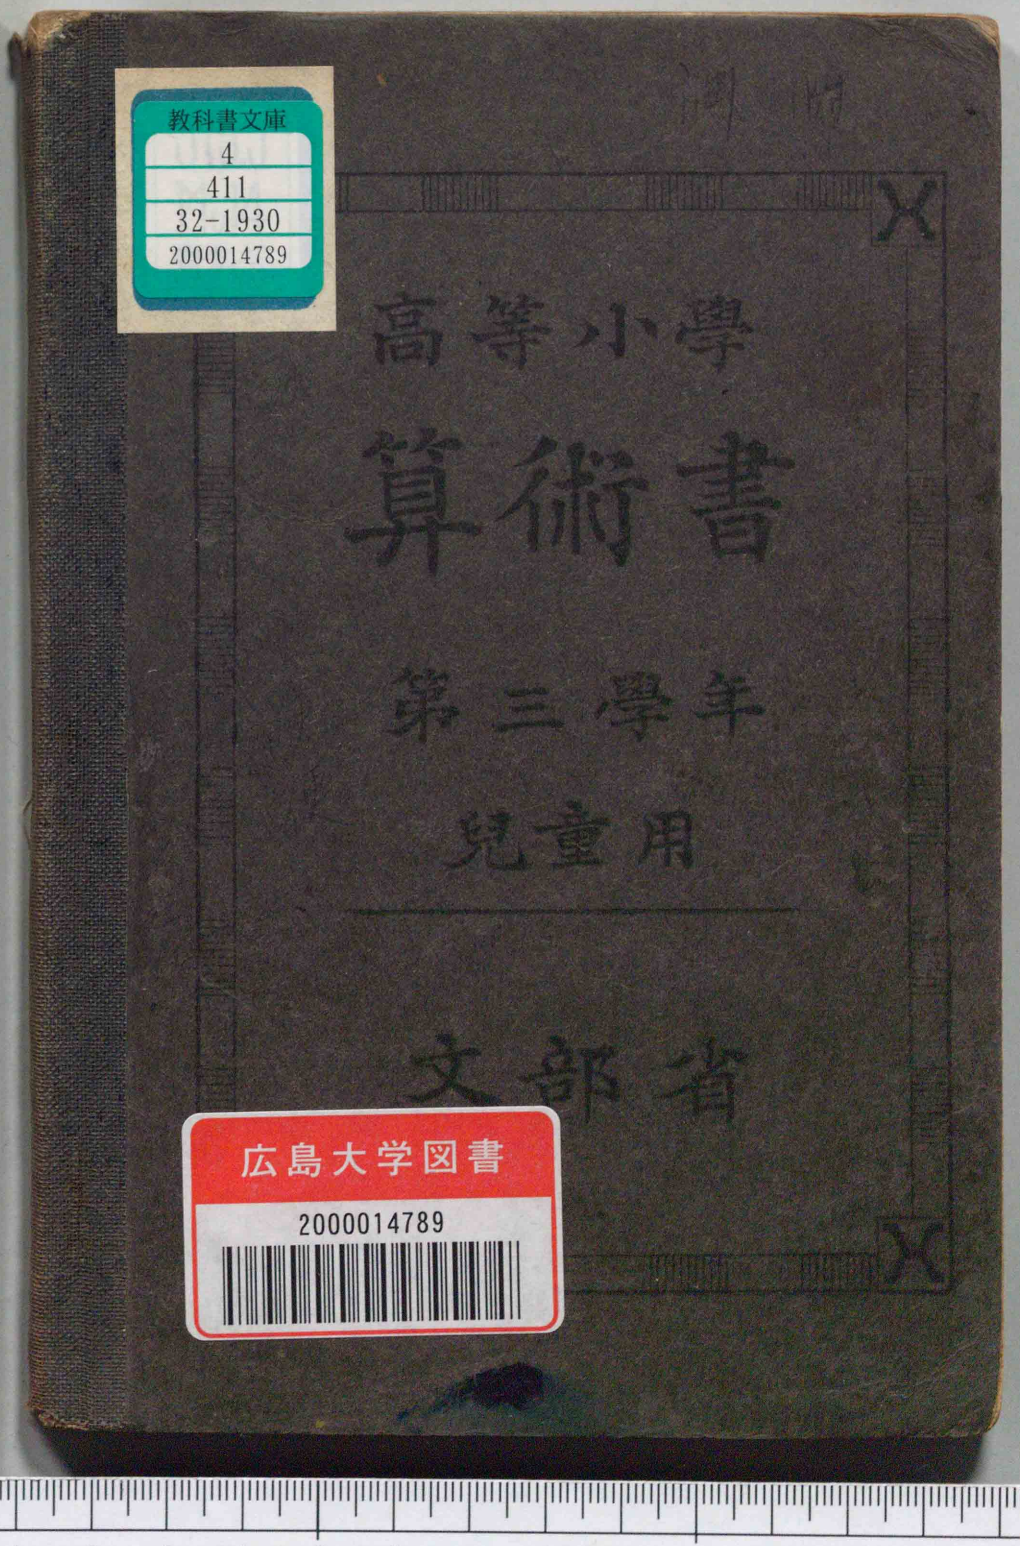 教科書文庫
4
411
32-1930
2000014789
高等小學
算術書
第三學年
兒童用
文部省
広島大学図書
2000014789